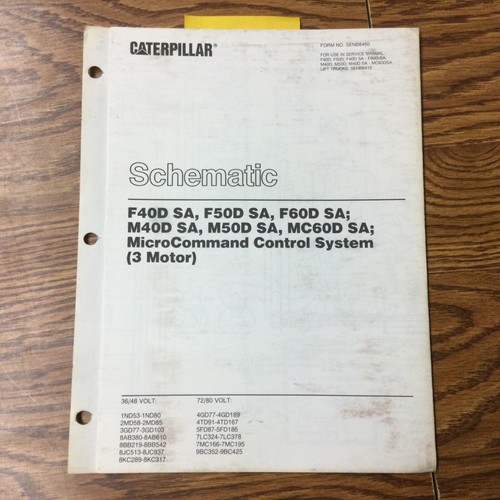 CATERPILLAR®
FORM NO. SENB8460
FOR USE IN SERVICE MANUAL:
LIFT TRUCKS, SENB8419
Schematic
F40D SA, F50D SA, F60D SA;
M40D SA, M50D SA, MC60D SA;
MicroCommand Control System
(3 Motor)
36/48 VOLT: 72/80 VOLT:
1ND53-1ND80 4GD77-4GD189
2MD58-2MD85 4TD91-4TD167
3GD77-3GD103 5FD87-5FD186
8AB380-8AB610 7LC324-7LC378
8BB219-8BB542 7MC166-7MC195
8JC513-8JC937 9BC352-9BC425
8KC289-8KC317